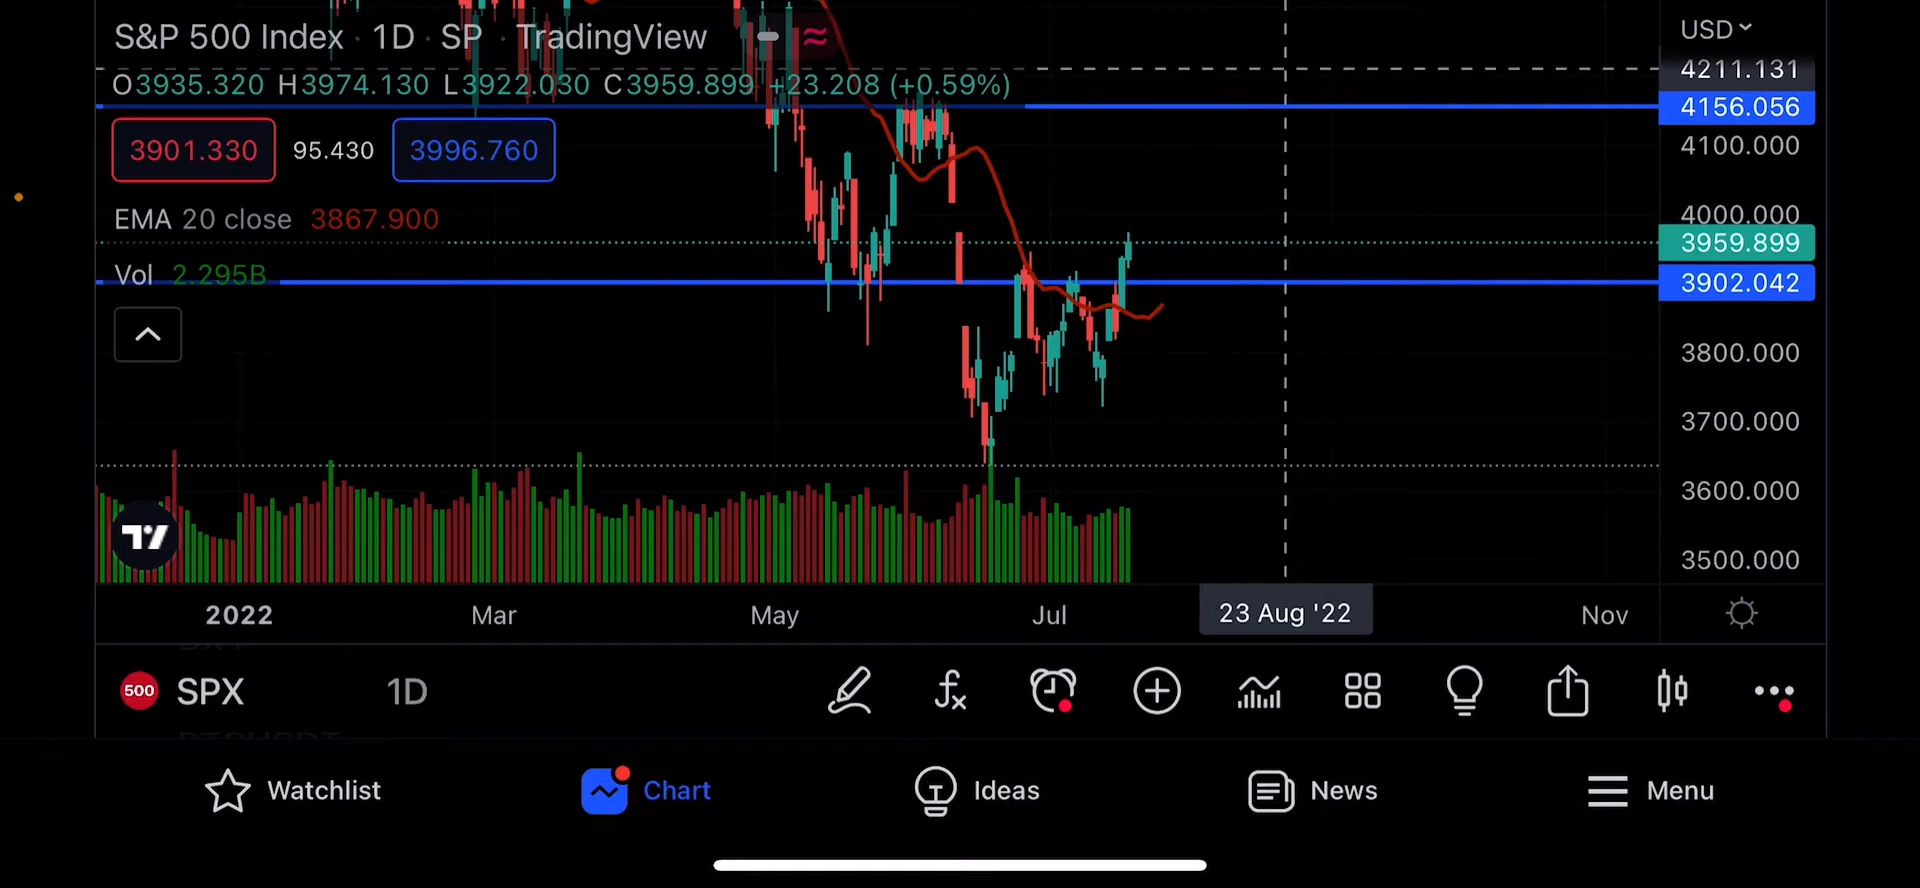 S&P 500 Index · 1D · SP · TradingView
USD
O3935.320 H3974.130 L3922.030 C3959.899 +23.208 (+0.59%)
4211.131
4156.056
3901.330 95.430 3996.760
4100.000
EMA 20 close 3867.900
4000.000
3959.899
Vol 2.295B
3902.042
3800.000
3700.000
3600.000
3500.000
2022 Mar May Jul 23 Aug '22 Nov
500 SPX 1D
Watchlist Chart Ideas News Menu